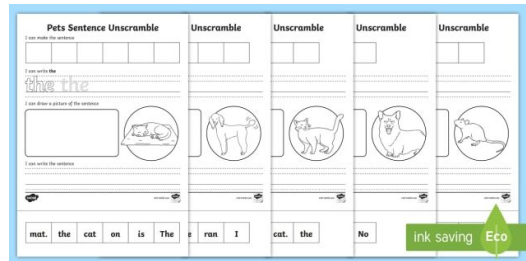 Pets Sentence Unscramble
Unscramble
Unscramble
Unscramble
Unscramble
I can make the sentence
I can write the
the the
I can draw a picture of the sentence
I can write the sentence
mat. the cat on is The
ran I
cat. the
No
ink saving Eco